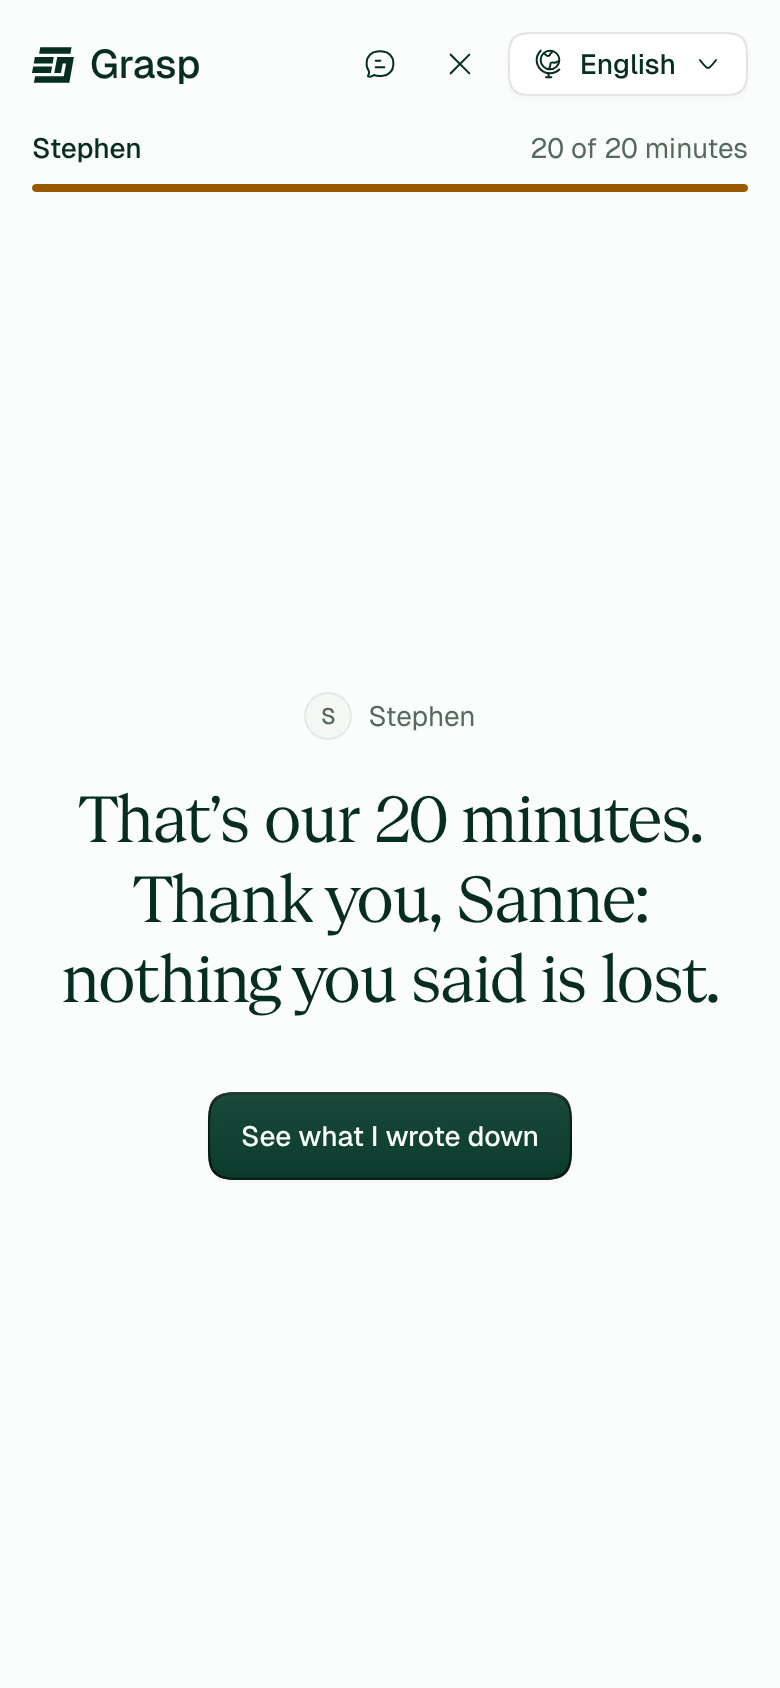 Grasp
English
Stephen
20 of 20 minutes
S
Stephen
That’s our 20 minutes.
Thank you, Sanne:
nothing you said is lost.
See what I wrote down